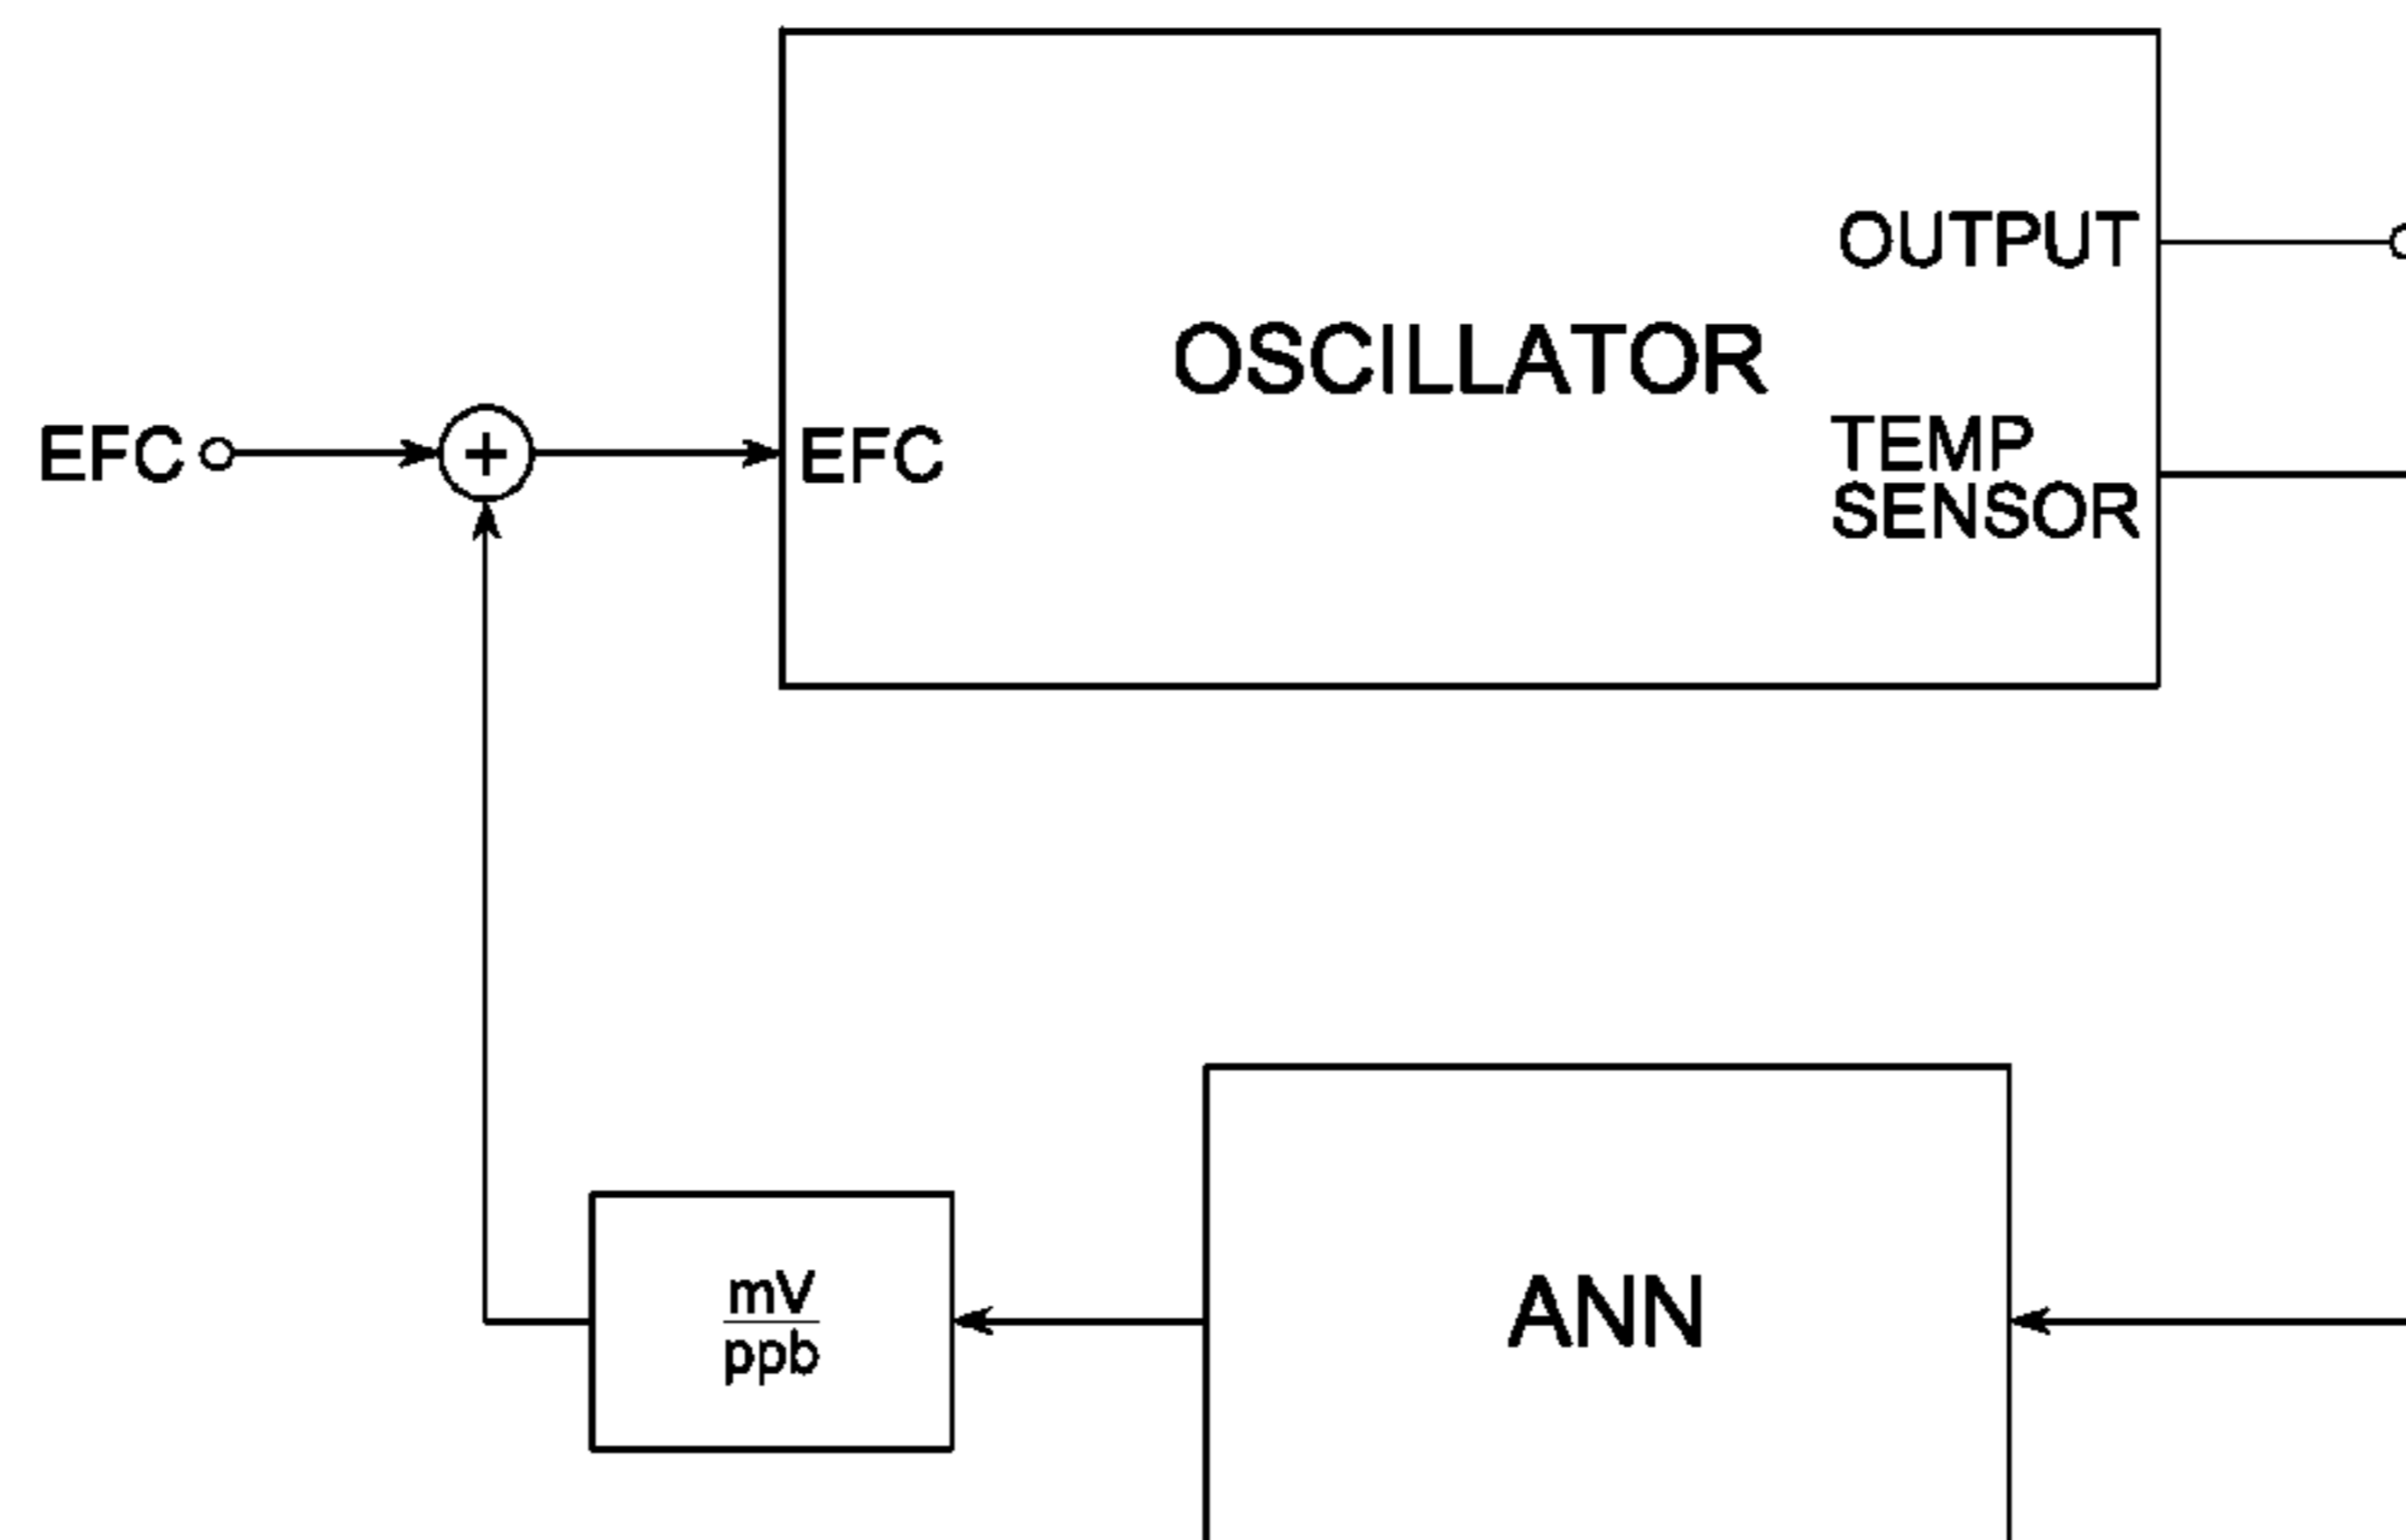 OUTPUT
OSCILLATOR
EFC
+
EFC
TEMP
SENSOR
mV
ppb
ANN